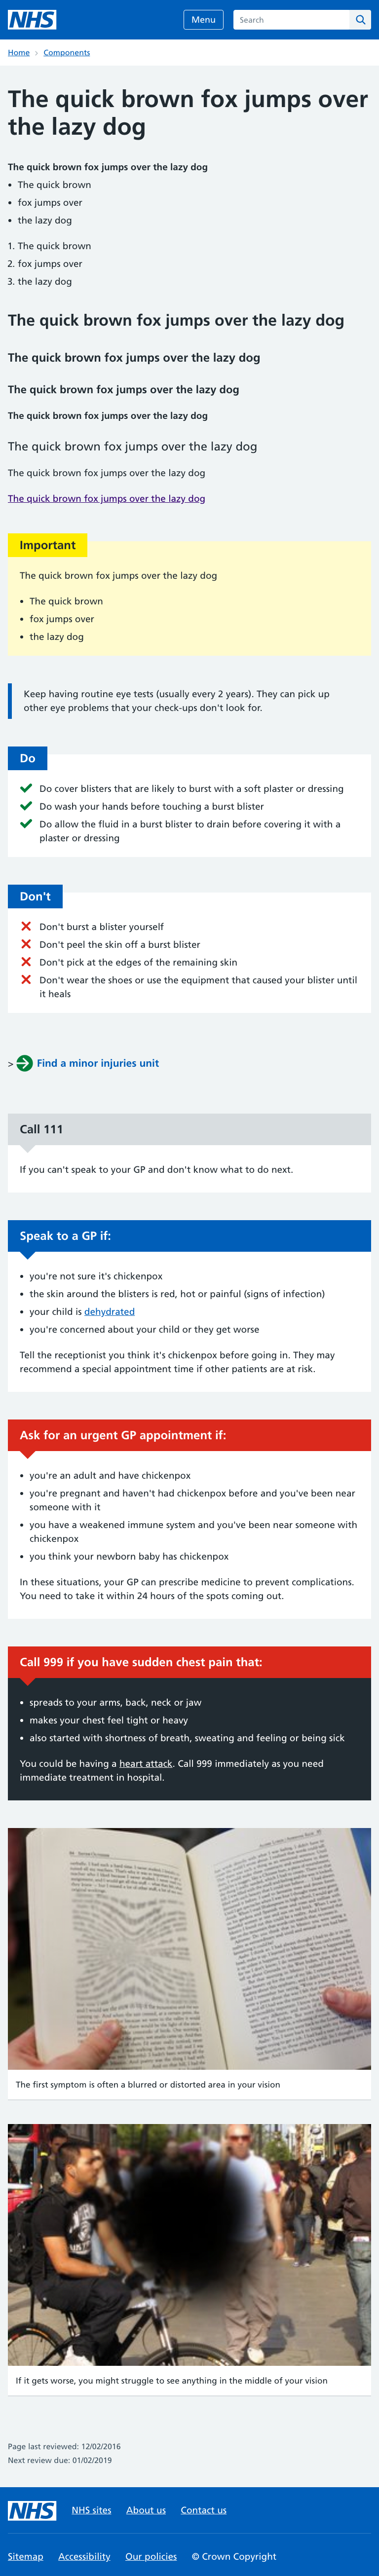 NHS
Menu
Search
Home
Components
The quick brown fox jumps over
the lazy dog
The quick brown fox jumps over the lazy dog
• The quick brown
• fox jumps over
• the lazy dog
1. The quick brown
2. fox jumps over
3. the lazy dog
The quick brown fox jumps over the lazy dog
The quick brown fox jumps over the lazy dog
The quick brown fox jumps over the lazy dog
The quick brown fox jumps over the lazy dog
The quick brown fox jumps over the lazy dog
The quick brown fox jumps over the lazy dog
The quick brown fox jumps over the lazy dog
Important
The quick brown fox jumps over the lazy dog
• The quick brown
• fox jumps over
• the lazy dog
Keep having routine eye tests (usually every 2 years). They can pick up
other eye problems that your check-ups don't look for.
Do
Do cover blisters that are likely to burst with a soft plaster or dressing
Do wash your hands before touching a burst blister
Do allow the fluid in a burst blister to drain before covering it with a
plaster or dressing
Don't
Don't burst a blister yourself
Don't peel the skin off a burst blister
Don't pick at the edges of the remaining skin
Don't wear the shoes or use the equipment that caused your blister until
it heals
> Find a minor injuries unit
Call 111
If you can't speak to your GP and don't know what to do next.
Speak to a GP if:
• you're not sure it's chickenpox
• the skin around the blisters is red, hot or painful (signs of infection)
• your child is dehydrated
• you're concerned about your child or they get worse
Tell the receptionist you think it's chickenpox before going in. They may
recommend a special appointment time if other patients are at risk.
Ask for an urgent GP appointment if:
• you're an adult and have chickenpox
• you're pregnant and haven't had chickenpox before and you've been near
someone with it
• you have a weakened immune system and you've been near someone with
chickenpox
• you think your newborn baby has chickenpox
In these situations, your GP can prescribe medicine to prevent complications.
You need to take it within 24 hours of the spots coming out.
Call 999 if you have sudden chest pain that:
• spreads to your arms, back, neck or jaw
• makes your chest feel tight or heavy
• also started with shortness of breath, sweating and feeling or being sick
You could be having a heart attack. Call 999 immediately as you need
immediate treatment in hospital.
The first symptom is often a blurred or distorted area in your vision
If it gets worse, you might struggle to see anything in the middle of your vision
Page last reviewed: 12/02/2016
Next review due: 01/02/2019
NHS
NHS sites
About us
Contact us
Sitemap
Accessibility
Our policies
© Crown Copyright